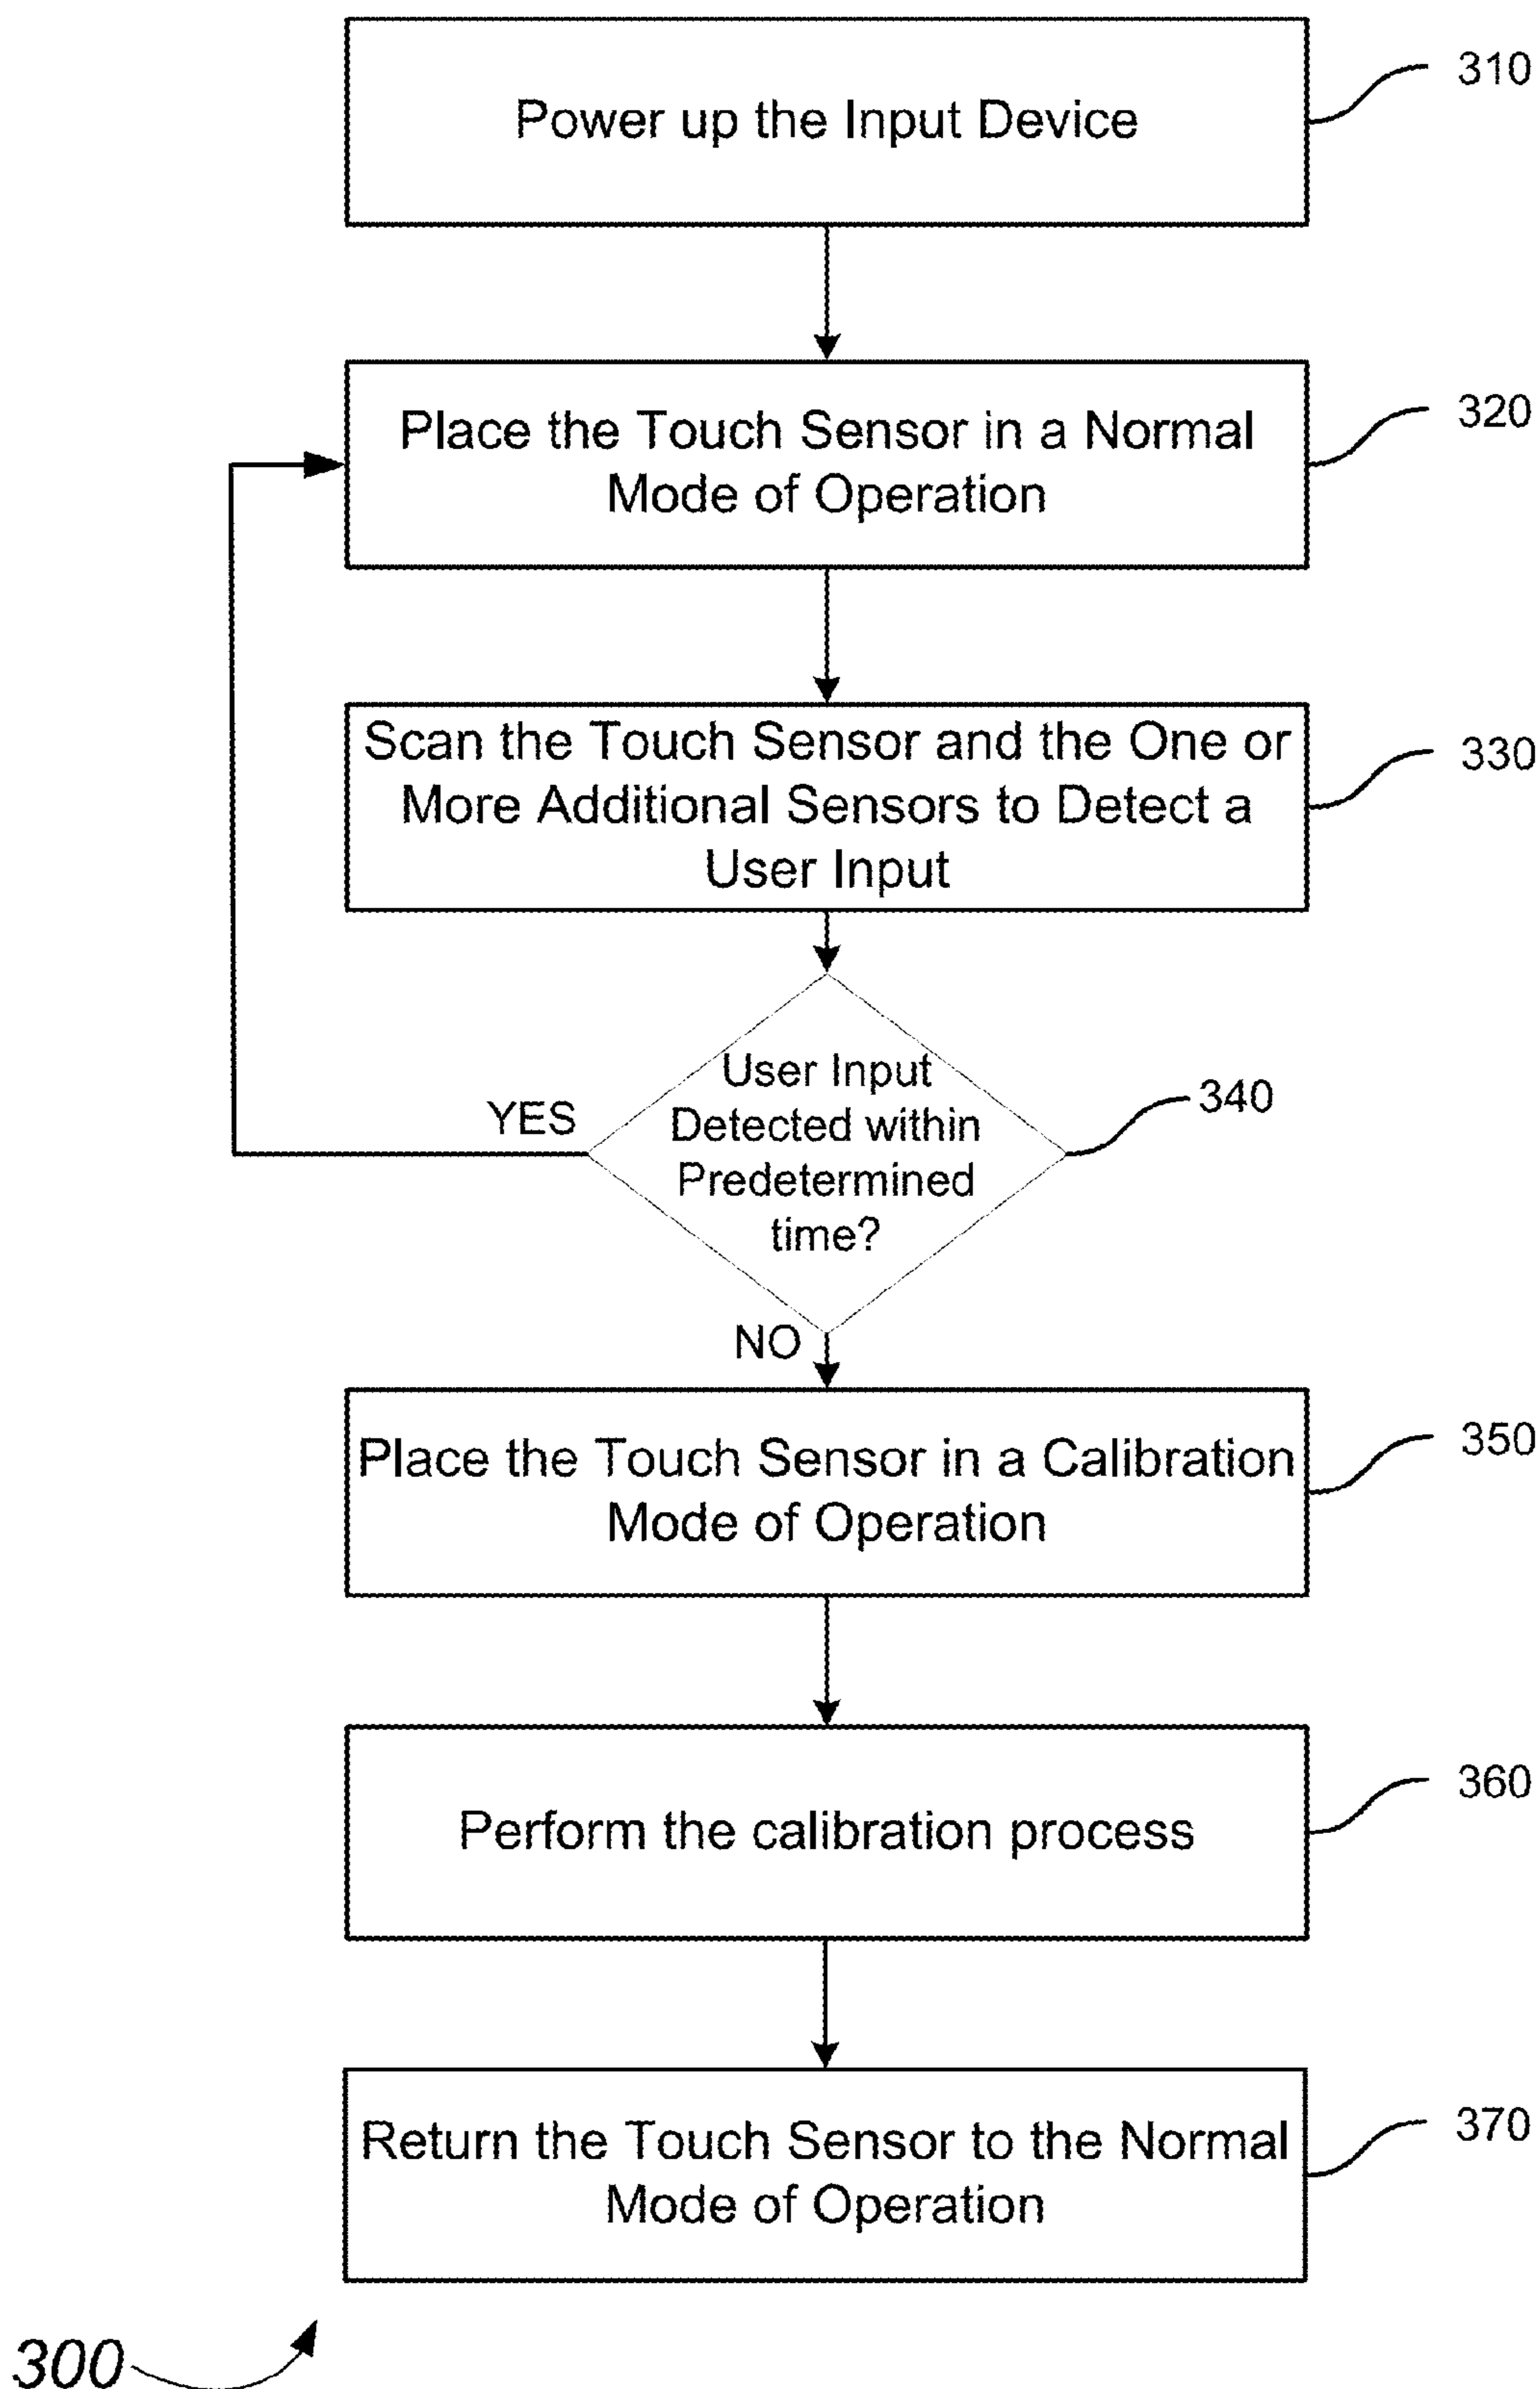 Power up the Input Device
310
Place the Touch Sensor in a Normal
Mode of Operation
320
Scan the Touch Sensor and the One or
More Additional Sensors to Detect a
User Input
330
User Input
Detected within
Predetermined
time?
340
YES
NO
Place the Touch Sensor in a Calibration
Mode of Operation
350
Perform the calibration process
360
Return the Touch Sensor to the Normal
Mode of Operation
370
300